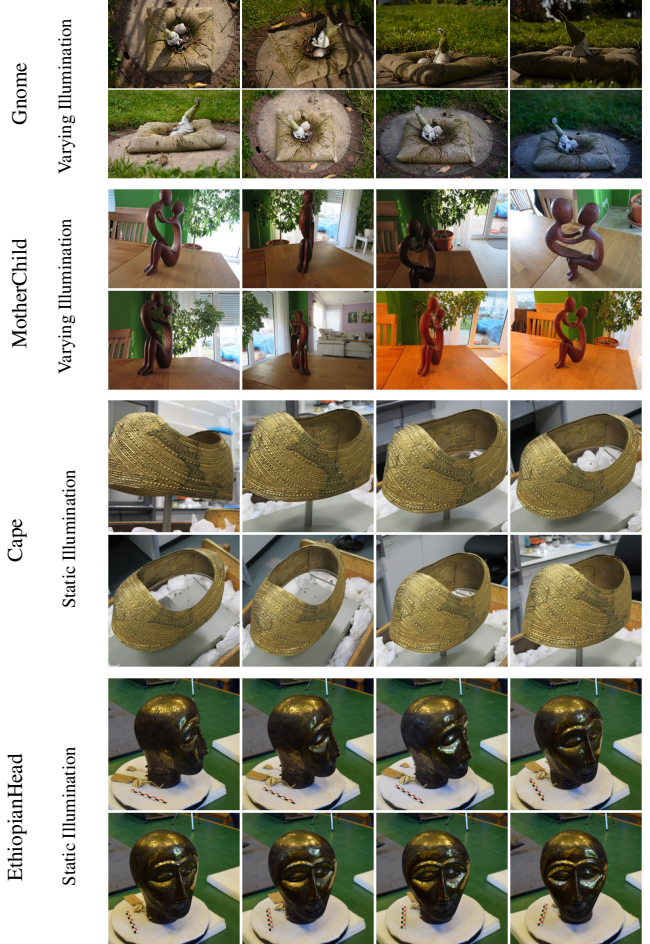 Gnome
Varying Illumination
MotherChild
Varying Illumination
Cape
Static Illumination
EthiopianHead
Static Illumination